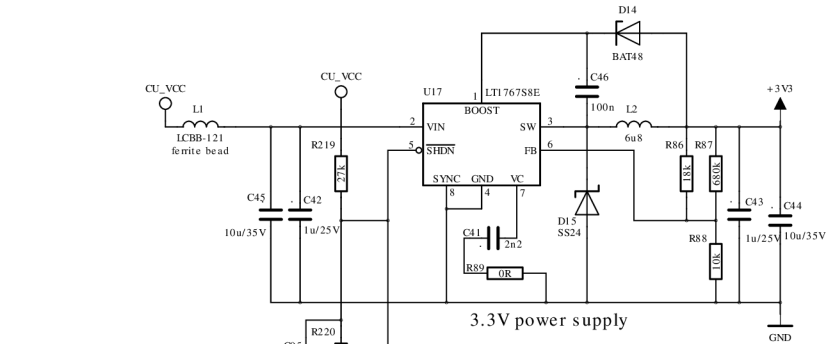 D14
BAT48
CU_VCC
CU_VCC
U17
LT1767S8E
1
BOOST
C46
100n
+3V3
L1
LCBB-121
ferrite bead
2
VIN
SW
3
L2
6u8
R219
27k
5
SHDN
FB
6
R86
18k
R87
680k
SYNC
GND
VC
8
4
7
C45
10u/35V
C42
1u/25V
D15
SS24
C43
1u/25V
C44
10u/35V
C41
2n2
R88
10k
R89
0R
3.3V power supply
R220
GND